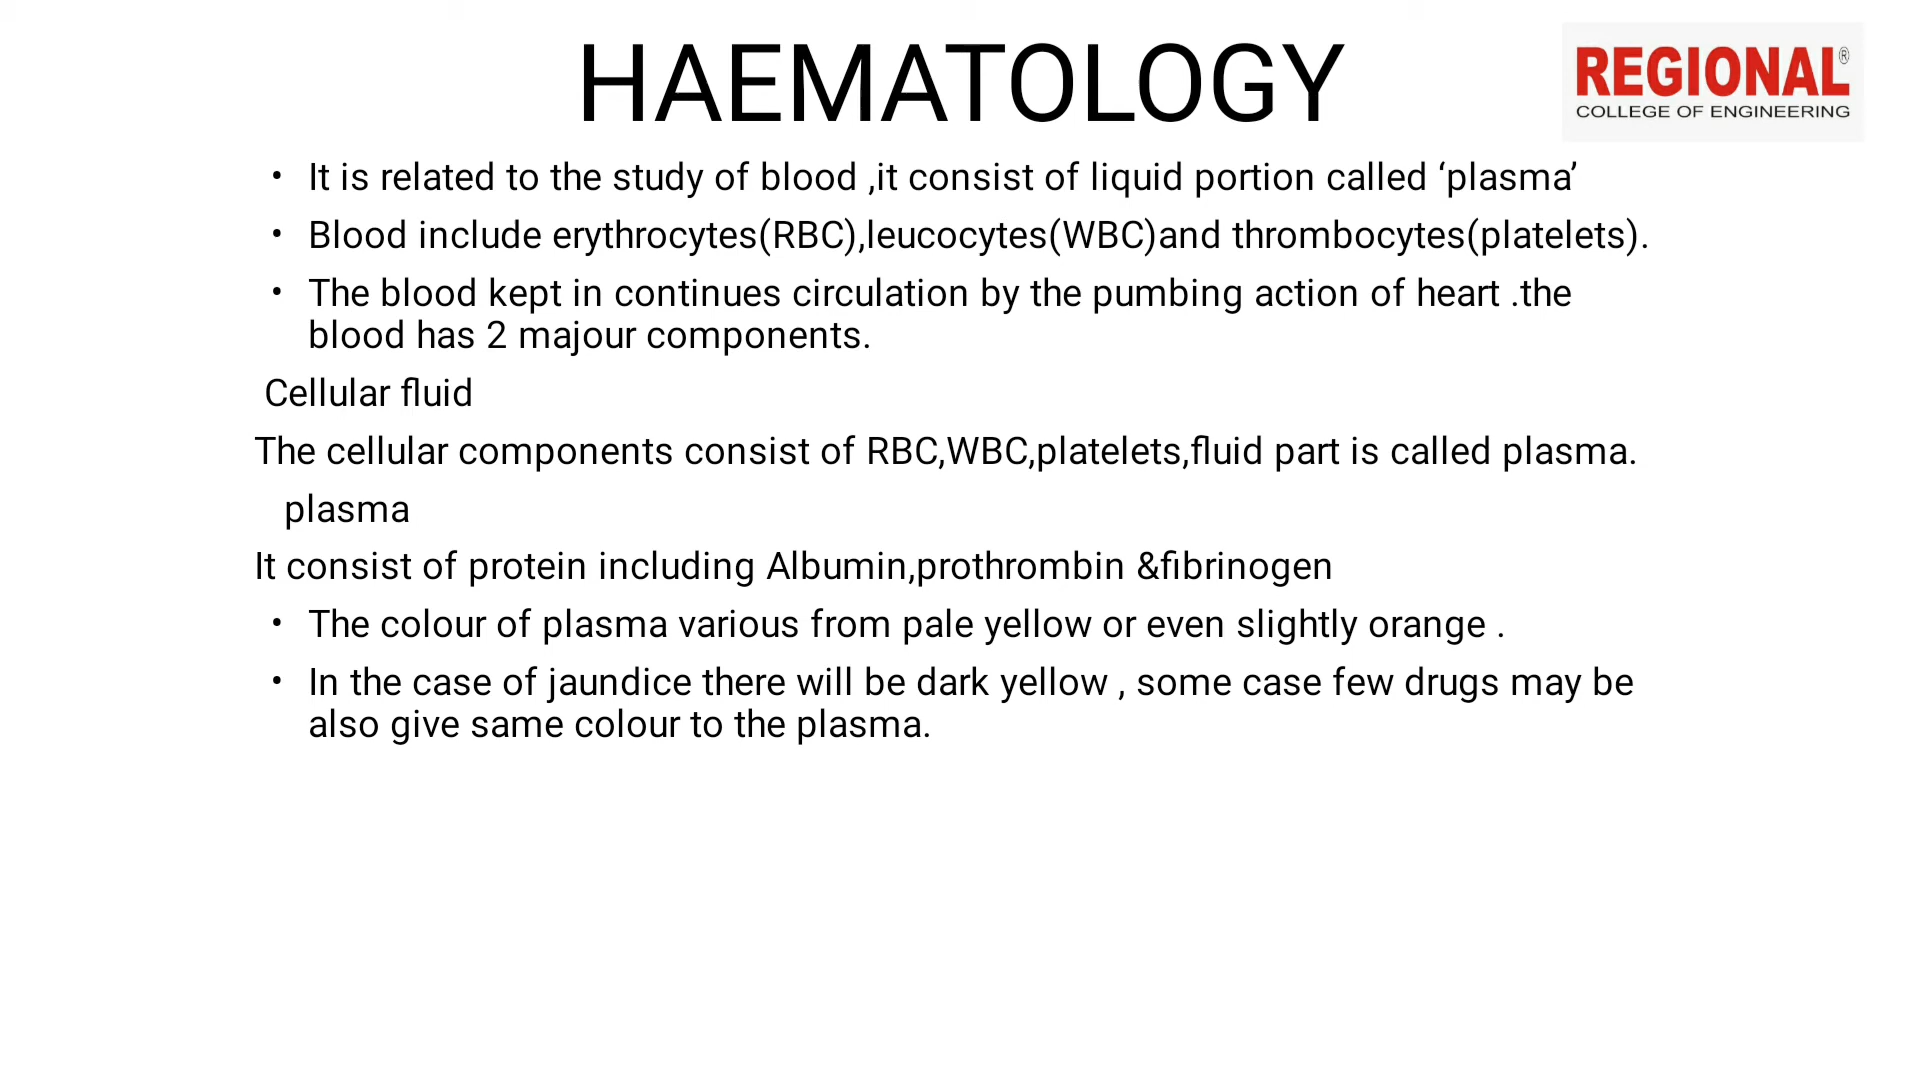 HAEMATOLOGY
REGIONAL®
COLLEGE OF ENGINEERING
• It is related to the study of blood ,it consist of liquid portion called ‘plasma’
• Blood include erythrocytes(RBC),leucocytes(WBC)and thrombocytes(platelets).
• The blood kept in continues circulation by the pumbing action of heart .the
blood has 2 majour components.
Cellular fluid
The cellular components consist of RBC,WBC,platelets,fluid part is called plasma.
plasma
It consist of protein including Albumin,prothrombin &fibrinogen
• The colour of plasma various from pale yellow or even slightly orange .
• In the case of jaundice there will be dark yellow , some case few drugs may be
also give same colour to the plasma.